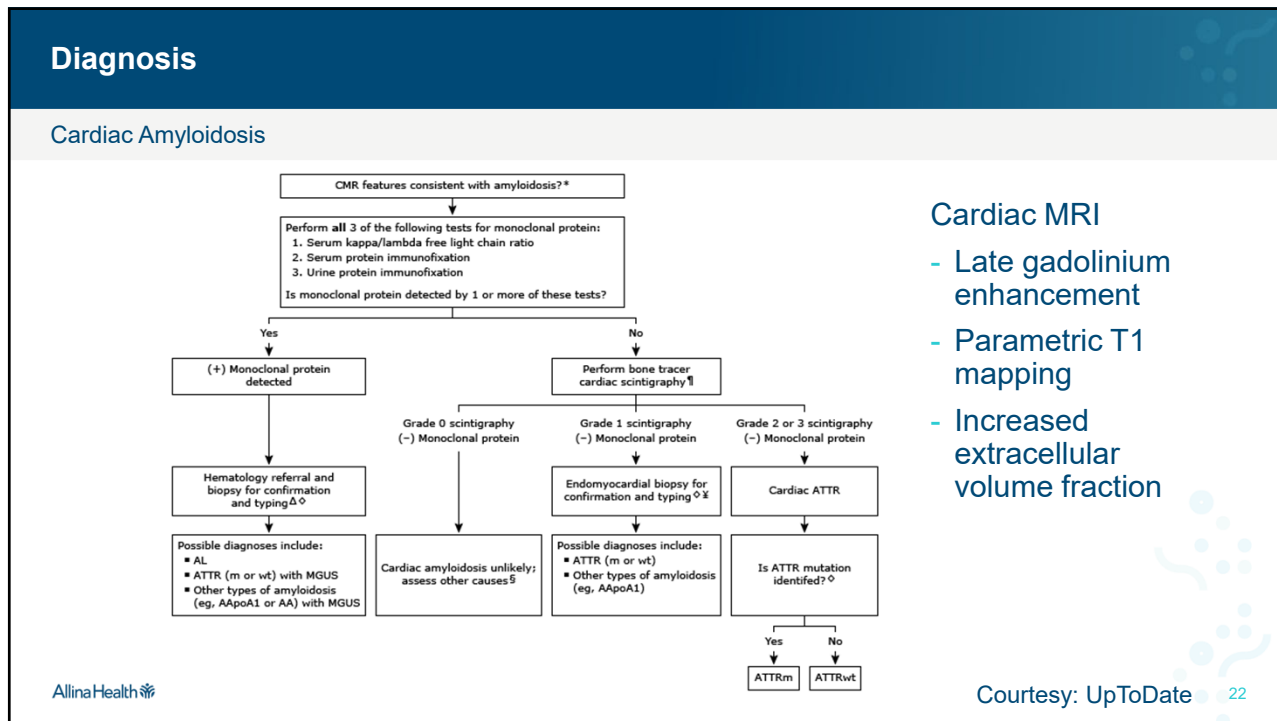 Diagnosis
Cardiac Amyloidosis
CMR features consistent with amyloidosis?*
Perform all 3 of the following tests for monoclonal protein:
1. Serum kappa/lambda free light chain ratio
2. Serum protein immunofixation
3. Urine protein immunofixation
Is monoclonal protein detected by 1 or more of these tests?
Yes
No
(+) Monoclonal protein
detected
Perform bone tracer
cardiac scintigraphy¶
Grade 0 scintigraphy
(−) Monoclonal protein
Grade 1 scintigraphy
(−) Monoclonal protein
Grade 2 or 3 scintigraphy
(−) Monoclonal protein
Hematology referral and
biopsy for confirmation
and typingΔ◇
Endomyocardial biopsy for
confirmation and typing◇¥
Cardiac ATTR
Possible diagnoses include:
▪ AL
▪ ATTR (m or wt) with MGUS
▪ Other types of amyloidosis
(eg, AApoA1 or AA) with MGUS
Cardiac amyloidosis unlikely;
assess other causes§
Possible diagnoses include:
▪ ATTR (m or wt)
▪ Other types of amyloidosis
(eg, AApoA1)
Is ATTR mutation
identifed?◇
Yes
No
ATTRm
ATTRwt
Cardiac MRI
- Late gadolinium
enhancement
- Parametric T1
mapping
- Increased
extracellular
volume fraction
Allina Health
Courtesy: UpToDate
22